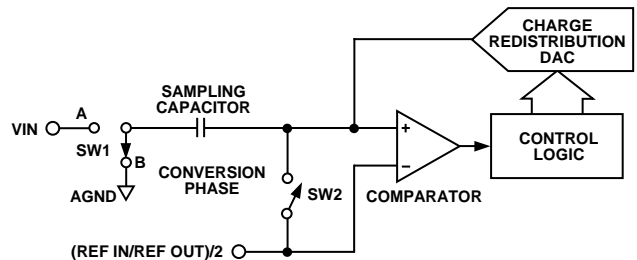 CHARGE
REDISTRIBUTION
DAC
SAMPLING
CAPACITOR
VIN
A
SW1
B
AGND
CONVERSION
PHASE
SW2
+
−
COMPARATOR
CONTROL
LOGIC
(REF IN/REF OUT)/2